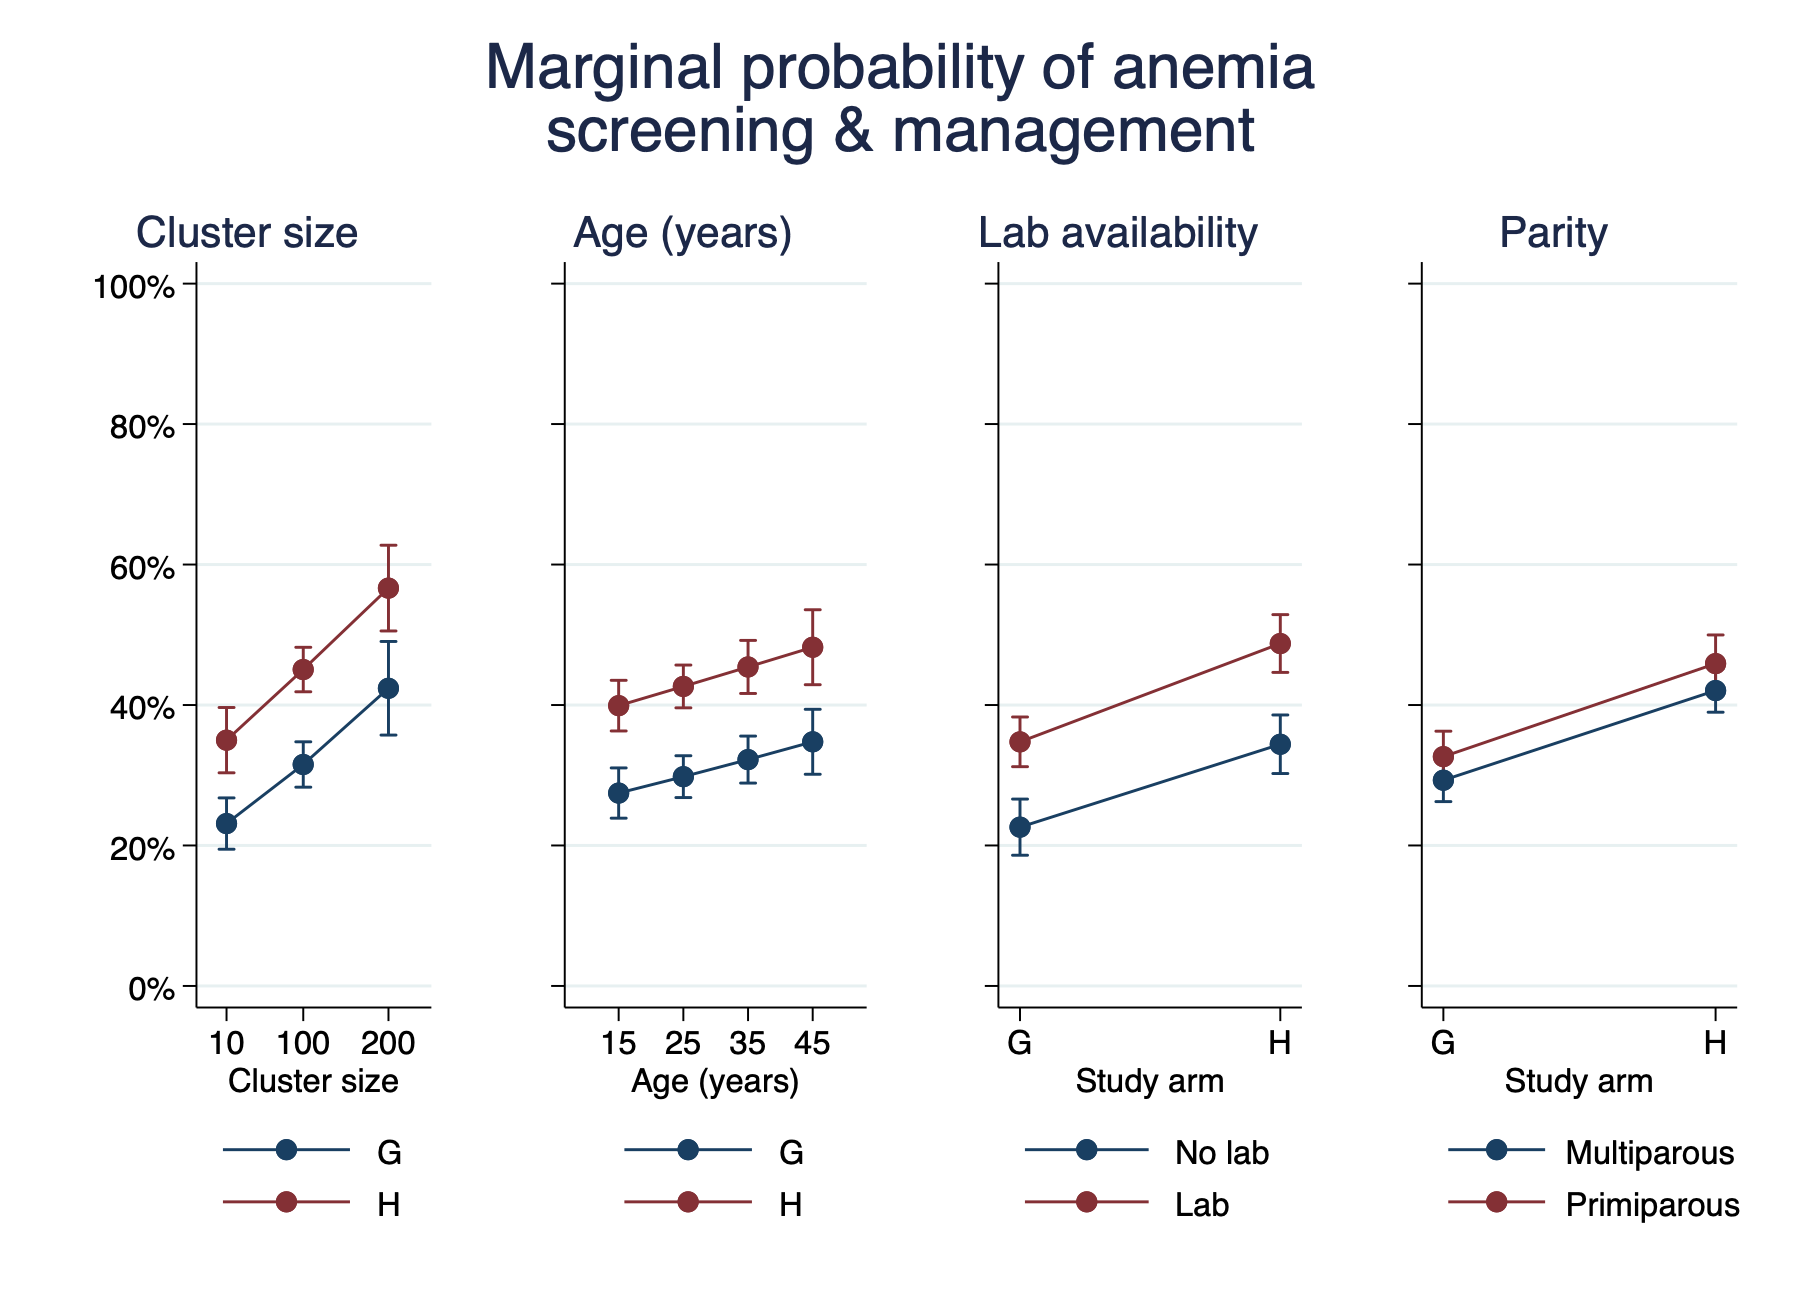 Marginal probability of anemia
screening & management
Cluster size
Age (years)
Lab availability
Parity
100%
80%
60%
40%
20%
0%
10 100 200
Cluster size
G
H
15 25 35 45
Age (years)
G
H
G H
Study arm
No lab
Lab
G H
Study arm
Multiparous
Primiparous